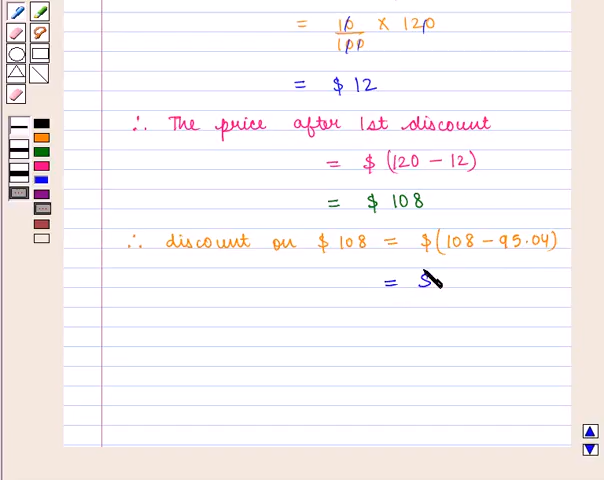 = 10/100 × 120
= $ 12
∴ The price after 1st discount
= $ (120 - 12)
= $ 108
∴ discount on $ 108 = $(108 - 95.04)
= $